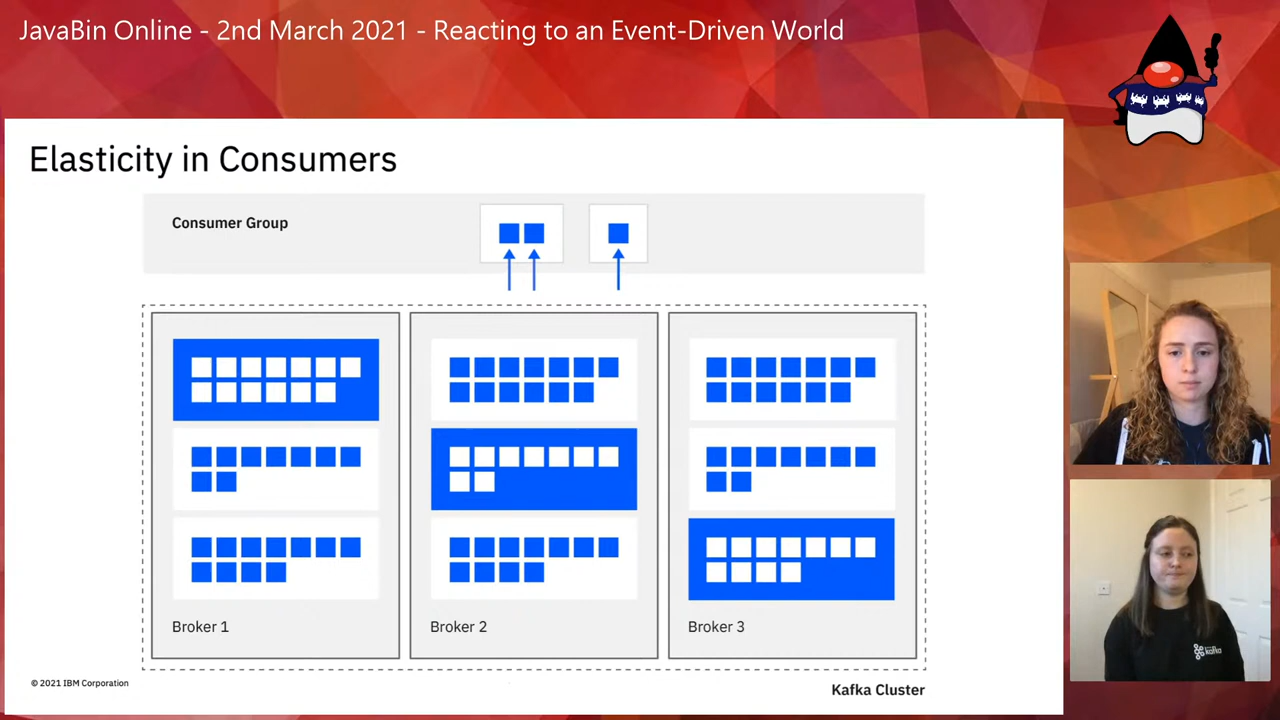 JavaBin Online - 2nd March 2021 - Reacting to an Event-Driven World
Elasticity in Consumers
Consumer Group
Broker 1
Broker 2
Broker 3
© 2021 IBM Corporation
Kafka Cluster
kafka